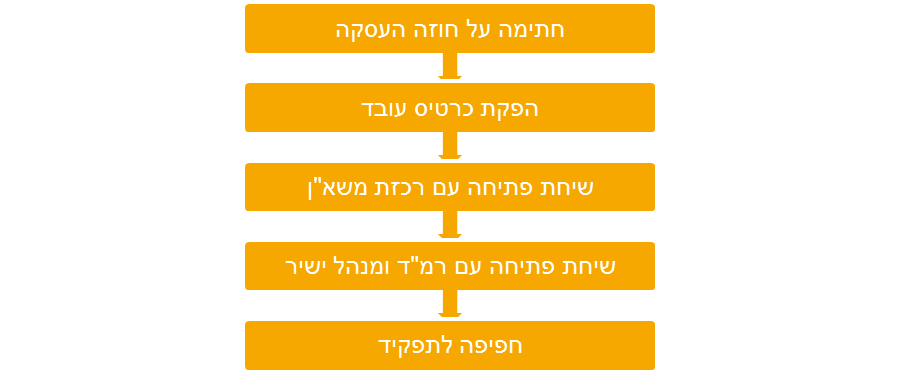 חתימה על חוזה העסקה
הפקת כרטיס עובד
שיחת פתיחה עם רכזת משא"ן
שיחת פתיחה עם רמ"ד ומנהל ישיר
חפיפה לתפקיד